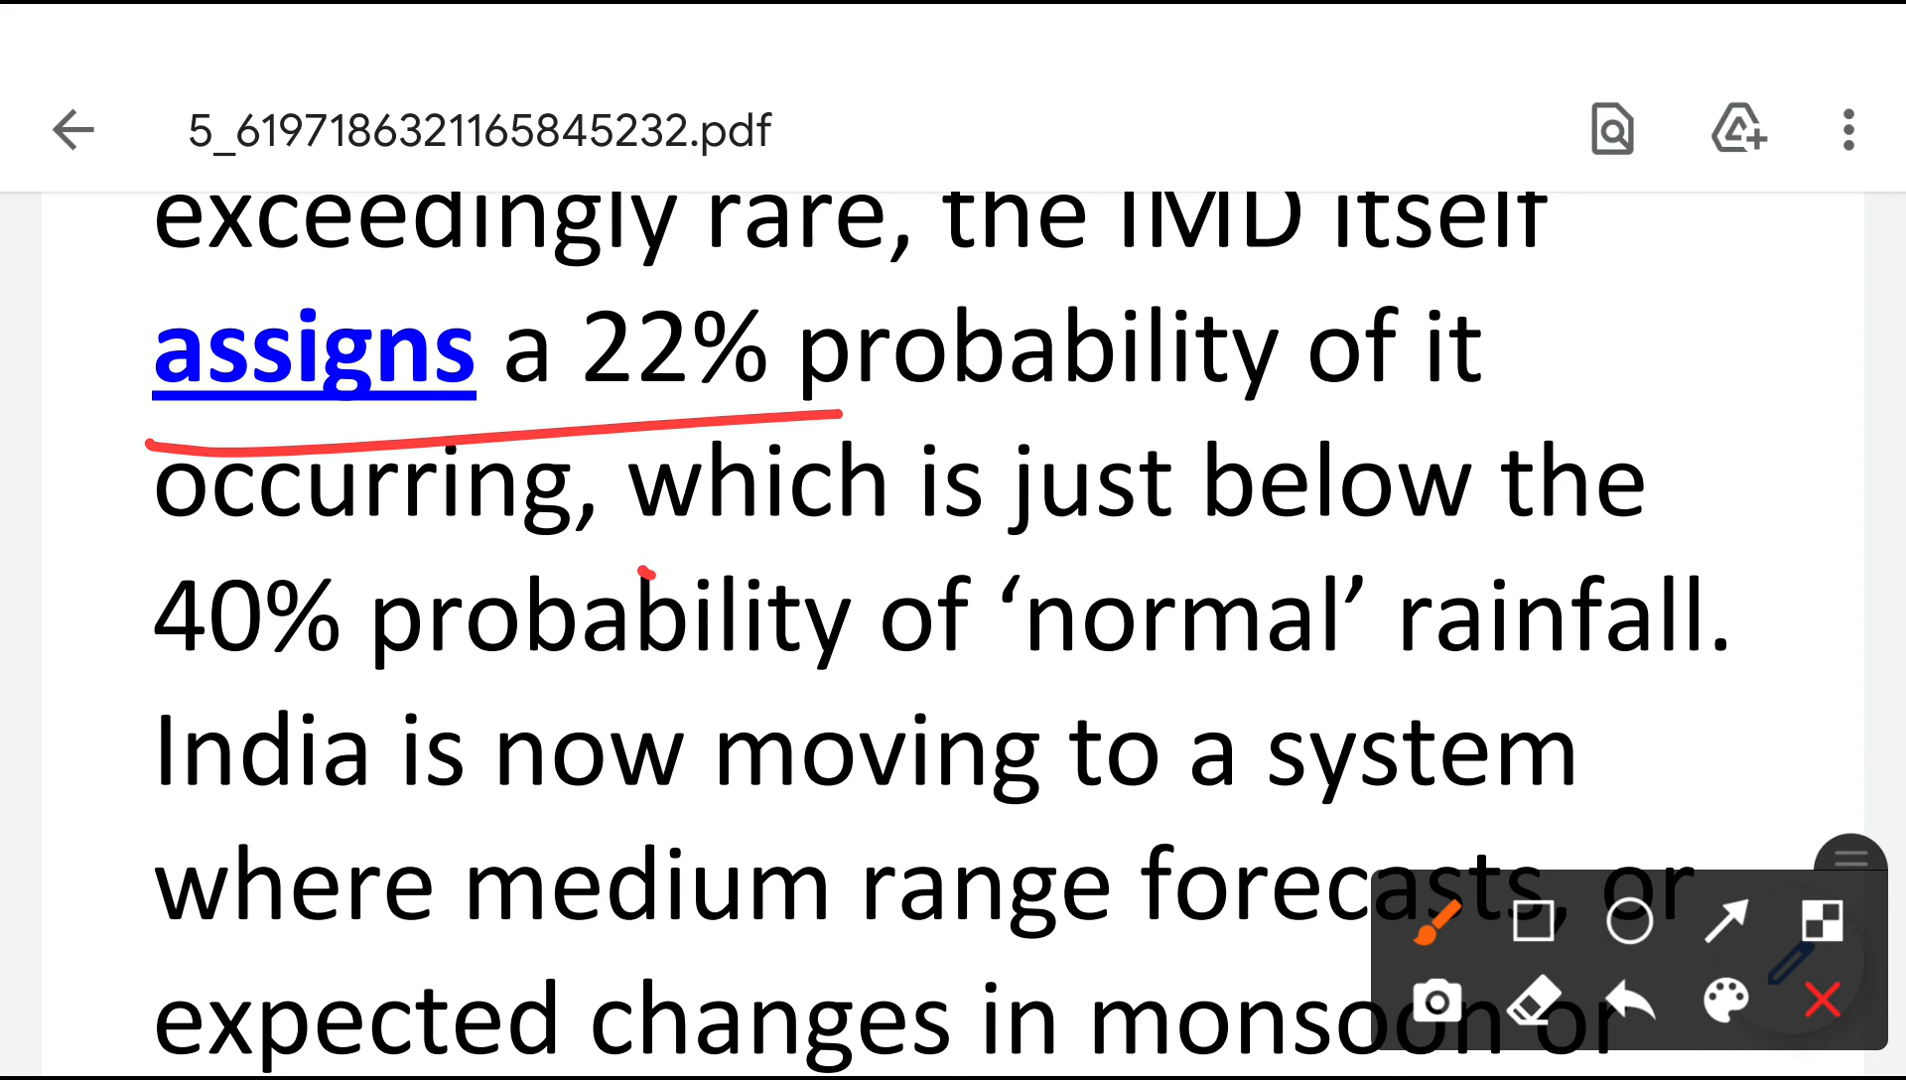 5_6197186321165845232.pdf
exceedingly rare, the IMD itself
assigns a 22% probability of it
occurring, which is just below the
40% probability of ‘normal’ rainfall.
India is now moving to a system
where medium range forecasts, or
expected changes in monsoon or